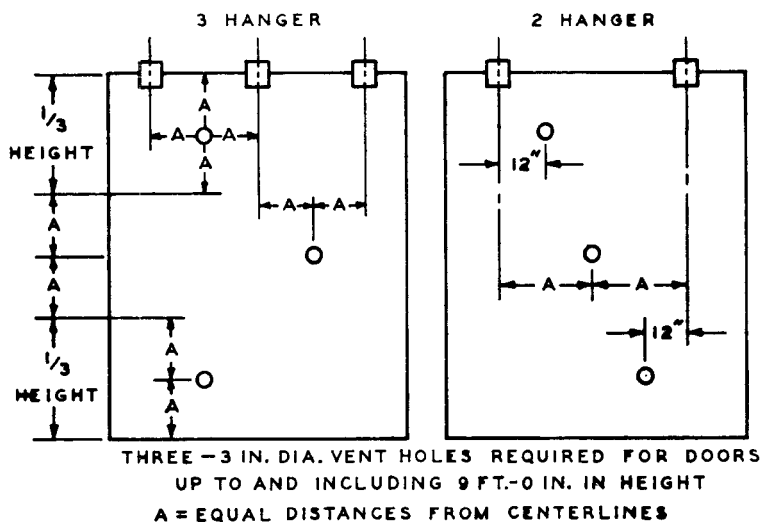 3 HANGER
2 HANGER
1/3
HEIGHT
A
A
A
A
A
A
12"
A
A
A
A
12"
1/3
HEIGHT
A
A
THREE-3 IN. DIA. VENT HOLES REQUIRED FOR DOORS
UP TO AND INCLUDING 9 FT.-0 IN. IN HEIGHT
A = EQUAL DISTANCES FROM CENTERLINES